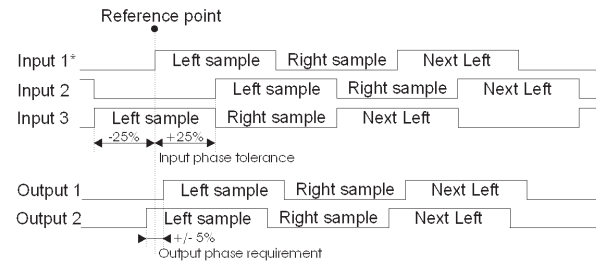 Reference point
Input 1* Left sample Right sample Next Left
Input 2 Left sample Right sample Next Left
Input 3 Left sample Right sample Next Left
-25% +25%
Input phase tolerance
Output 1 Left sample Right sample Next Left
Output 2 Left sample Right sample Next Left
+/- 5%
Output phase requirement